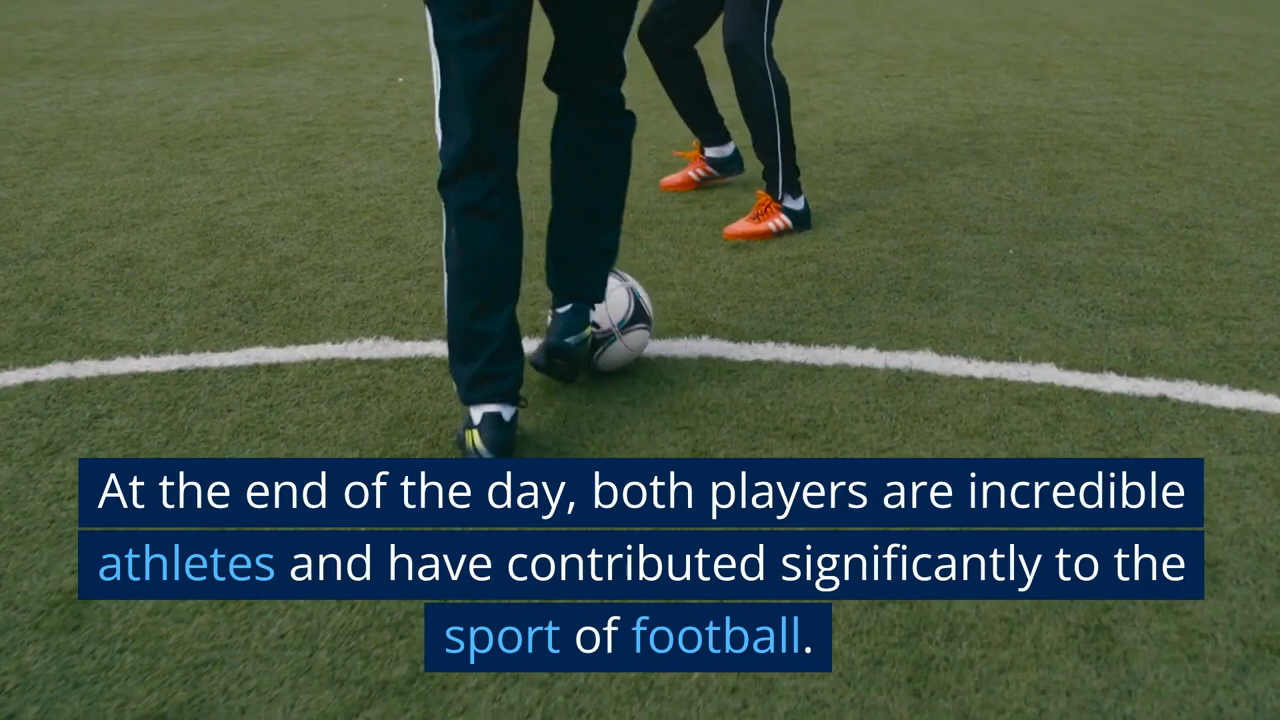 At the end of the day, both players are incredible
athletes and have contributed significantly to the
sport of football.